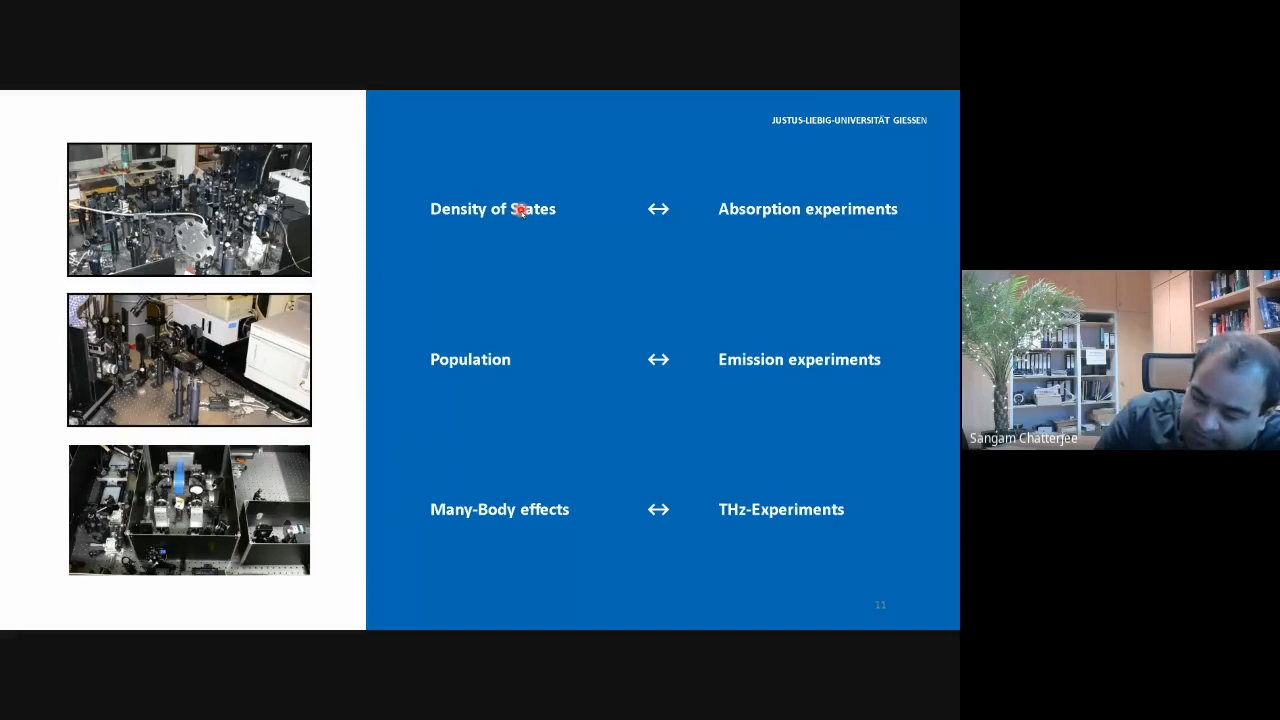 JUSTUS-LIEBIG-UNIVERSITÄT GIESSEN
Density of States ↔ Absorption experiments
Population ↔ Emission experiments
Many-Body effects ↔ THz-Experiments
11
Sangam Chatterjee